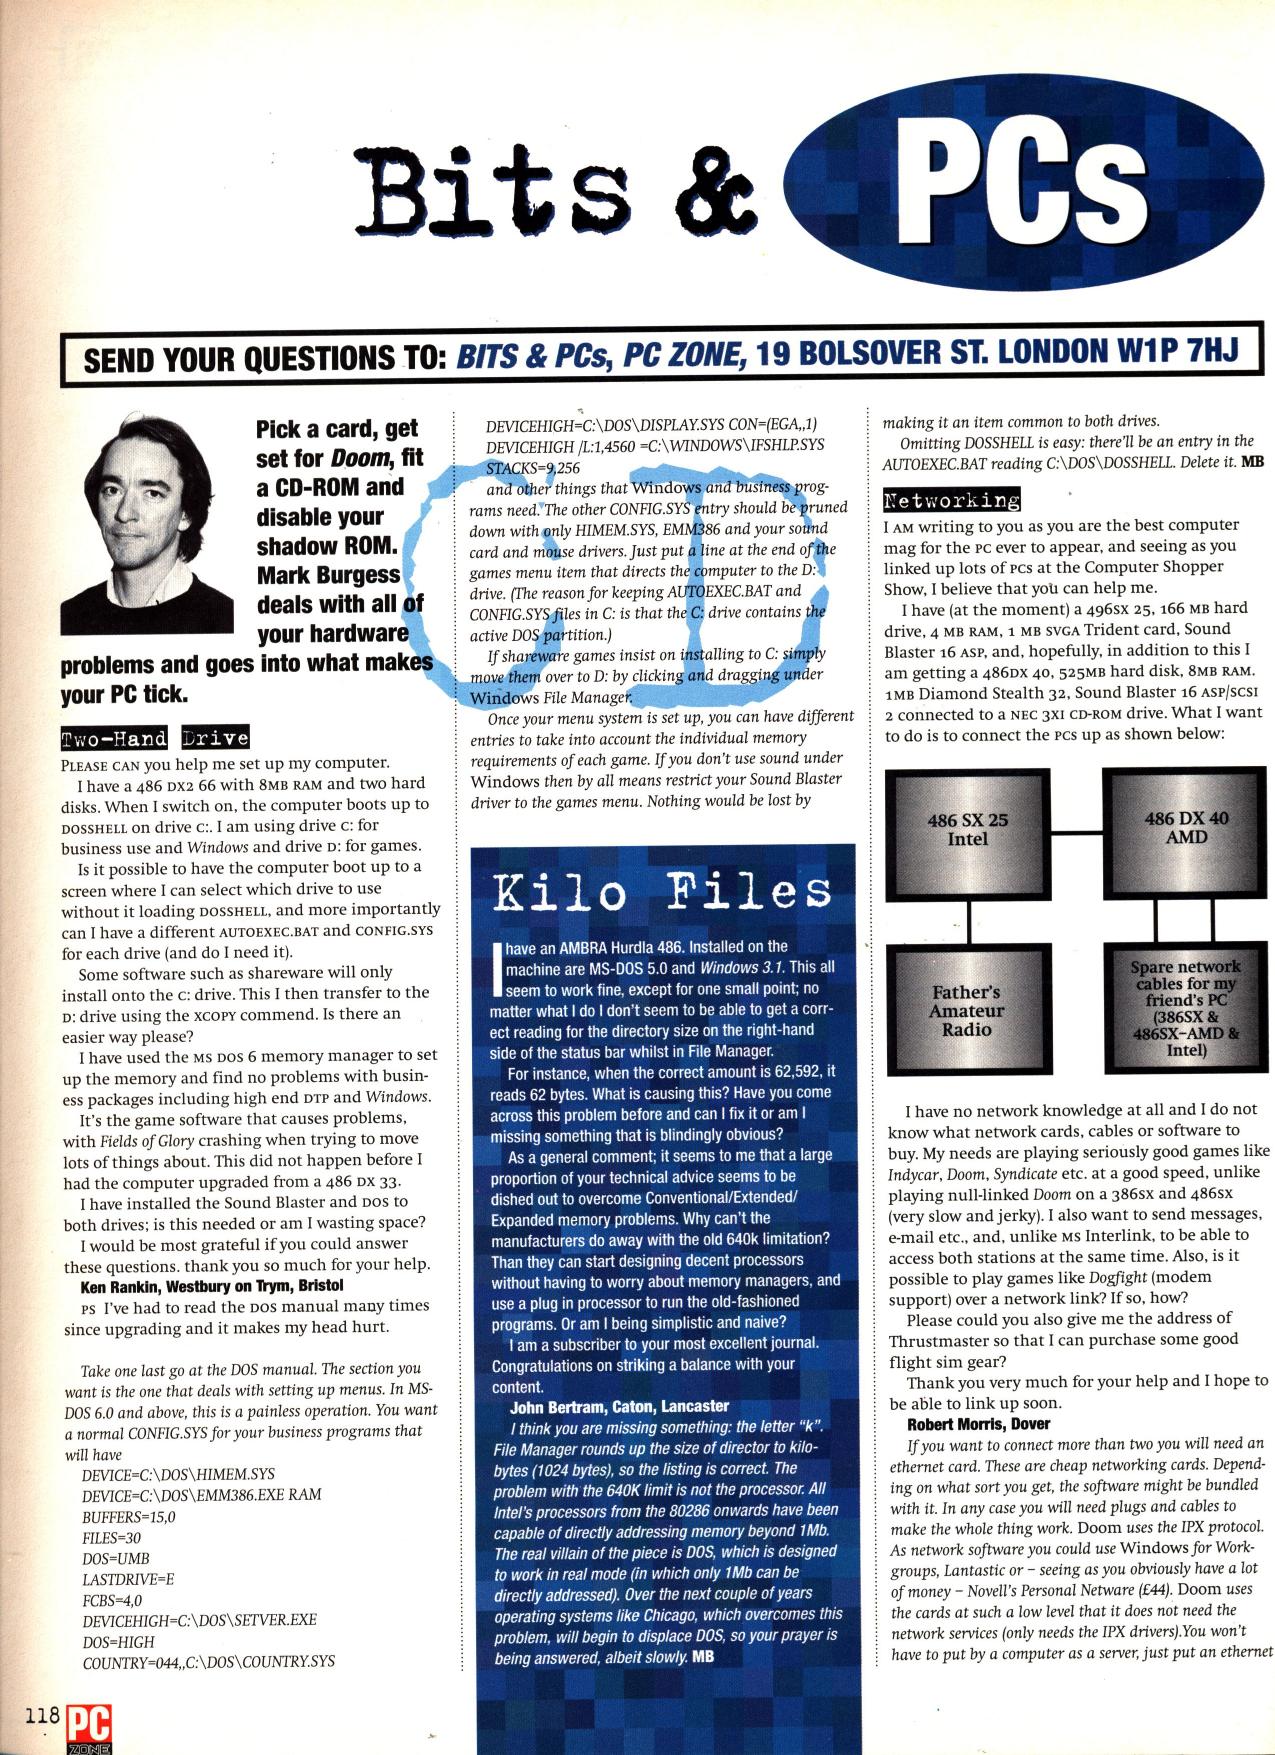 Bits &
PCs
SEND YOUR QUESTIONS TO: BITS & PCs, PC ZONE, 19 BOLSOVER ST. LONDON W1P 7HJ
Pick a card, get
set for Doom, fit
a CD-ROM and
disable your
shadow ROM.
Mark Burgess
deals with all of
your hardware
problems and goes into what makes
your PC tick.
Two-Hand Drive
PLEASE CAN you help me set up my computer.
I have a 486 DX2 66 with 8MB RAM and two hard
disks. When I switch on, the computer boots up to
DOSSHELL on drive C:. I am using drive C: for
business use and Windows and drive D: for games.
Is it possible to have the computer boot up to a
screen where I can select which drive to use
without it loading DOSSHELL, and more importantly
can I have a different AUTOEXEC.BAT and CONFIG.SYS
for each drive (and do I need it).
Some software such as shareware will only
install onto the C: drive. This I then transfer to the
D: drive using the XCOPY commend. Is there an
easier way please?
I have used the MS DOS 6 memory manager to set
up the memory and find no problems with busin-
ess packages including high end DTP and Windows.
It's the game software that causes problems,
with Fields of Glory crashing when trying to move
lots of things about. This did not happen before I
had the computer upgraded from a 486 DX 33.
I have installed the Sound Blaster and DOS to
both drives; is this needed or am I wasting space?
I would be most grateful if you could answer
these questions. thank you so much for your help.
Ken Rankin, Westbury on Trym, Bristol
PS I've had to read the DOS manual many times
since upgrading and it makes my head hurt.
Take one last go at the DOS manual. The section you
want is the one that deals with setting up menus. In MS-
DOS 6.0 and above, this is a painless operation. You want
a normal CONFIG.SYS for your business programs that
will have
DEVICE=C:\DOS\HIMEM.SYS
DEVICE=C:\DOS\EMM386.EXE RAM
BUFFERS=15,0
FILES=30
DOS=UMB
LASTDRIVE=E
FCBS=4,0
DEVICEHIGH=C:\DOS\SETVER.EXE
DOS=HIGH
COUNTRY=044,,C:\DOS\COUNTRY.SYS
118 PC
ZONE
CD
DEVICEHIGH=C:\DOS\DISPLAY.SYS CON=(EGA,,1)
DEVICEHIGH /L:1,4560 =C:\WINDOWS\IFSHLP.SYS
STACKS=9,256
and other things that Windows and business prog-
rams need. The other CONFIG.SYS entry should be pruned
down with only HIMEM.SYS, EMM386 and your sound
card and mouse drivers. Just put a line at the end of the
games menu item that directs the computer to the D:
drive. (The reason for keeping AUTOEXEC.BAT and
CONFIG.SYS files in C: is that the C: drive contains the
active DOS partition.)
If shareware games insist on installing to C: simply
move them over to D: by clicking and dragging under
Windows File Manager.
Once your menu system is set up, you can have different
entries to take into account the individual memory
requirements of each game. If you don't use sound under
Windows then by all means restrict your Sound Blaster
driver to the games menu. Nothing would be lost by
Kilo Files
I have an AMBRA Hurdla 486. Installed on the
machine are MS-DOS 5.0 and Windows 3.1. This all
seem to work fine, except for one small point; no
matter what I do I don't seem to be able to get a corr-
ect reading for the directory size on the right-hand
side of the status bar whilst in File Manager.
For instance, when the correct amount is 62,592, it
reads 62 bytes. What is causing this? Have you come
across this problem before and can I fix it or am I
missing something that is blindingly obvious?
As a general comment; it seems to me that a large
proportion of your technical advice seems to be
dished out to overcome Conventional/Extended/
Expanded memory problems. Why can't the
manufacturers do away with the old 640k limitation?
Than they can start designing decent processors
without having to worry about memory managers, and
use a plug in processor to run the old-fashioned
programs. Or am I being simplistic and naive?
I am a subscriber to your most excellent journal.
Congratulations on striking a balance with your
content.
John Bertram, Caton, Lancaster
I think you are missing something: the letter "k".
File Manager rounds up the size of director to kilo-
bytes (1024 bytes), so the listing is correct. The
problem with the 640K limit is not the processor. All
Intel's processors from the 80286 onwards have been
capable of directly addressing memory beyond 1Mb.
The real villain of the piece is DOS, which is designed
to work in real mode (in which only 1Mb can be
directly addressed). Over the next couple of years
operating systems like Chicago, which overcomes this
problem, will begin to displace DOS, so your prayer is
being answered, albeit slowly. MB
making it an item common to both drives.
Omitting DOSSHELL is easy: there'll be an entry in the
AUTOEXEC.BAT reading C:\DOS\DOSSHELL. Delete it. MB
Networking
I AM writing to you as you are the best computer
mag for the PC ever to appear, and seeing as you
linked up lots of PCs at the Computer Shopper
Show, I believe that you can help me.
I have (at the moment) a 496SX 25, 166 MB hard
drive, 4 MB RAM, 1 MB SVGA Trident card, Sound
Blaster 16 ASP, and, hopefully, in addition to this I
am getting a 486DX 40, 525MB hard disk, 8MB RAM.
1MB Diamond Stealth 32, Sound Blaster 16 ASP/SCSI
2 connected to a NEC 3XI CD-ROM drive. What I want
to do is to connect the PCs up as shown below:
486 SX 25
Intel
486 DX 40
AMD
Father's
Amateur
Radio
Spare network
cables for my
friend's PC
(386SX &
486SX-AMD &
Intel)
I have no network knowledge at all and I do not
know what network cards, cables or software to
buy. My needs are playing seriously good games like
Indycar, Doom, Syndicate etc. at a good speed, unlike
playing null-linked Doom on a 386SX and 486SX
(very slow and jerky). I also want to send messages,
e-mail etc., and, unlike MS Interlink, to be able to
access both stations at the same time. Also, is it
possible to play games like Dogfight (modem
support) over a network link? If so, how?
Please could you also give me the address of
Thrustmaster so that I can purchase some good
flight sim gear?
Thank you very much for your help and I hope to
be able to link up soon.
Robert Morris, Dover
If you want to connect more than two you will need an
ethernet card. These are cheap networking cards. Depend-
ing on what sort you get, the software might be bundled
with it. In any case you will need plugs and cables to
make the whole thing work. Doom uses the IPX protocol.
As network software you could use Windows for Work-
groups, Lantastic or – seeing as you obviously have a lot
of money – Novell's Personal Netware (£44). Doom uses
the cards at such a low level that it does not need the
network services (only needs the IPX drivers).You won't
have to put by a computer as a server, just put an ethernet